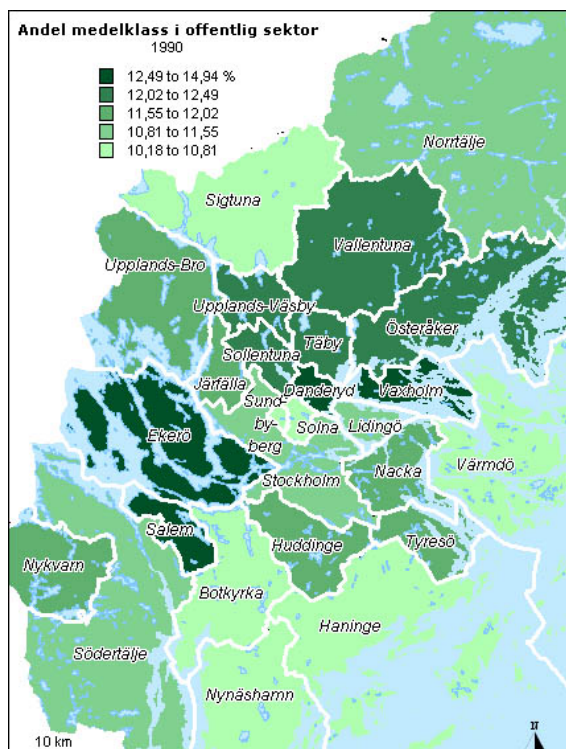 Andel medelklass i offentlig sektor
1990
12,49 to 14,94 %
12,02 to 12,49
11,55 to 12,02
10,81 to 11,55
10,18 to 10,81
Norrtälje
Sigtuna
Vallentuna
Upplands-Bro
Upplands-Väsby
Österåker
Täby
Sollentuna
Järfälla
Danderyd
Vaxholm
Sund-
by-
berg
Solna
Lidingö
Ekerö
Stockholm
Nacka
Värmdö
Salem
Huddinge
Tyresö
Nykvarn
Botkyrka
Haninge
Södertälje
Nynäshamn
10 km
N